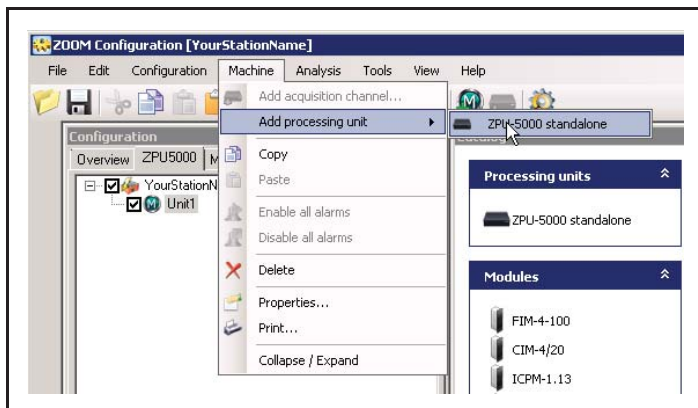 ZOOM Configuration [YourStationName]
File Edit Configuration Machine Analysis Tools View Help
Add acquisition channel...
Add processing unit
ZPU-5000 standalone
Configuration
Overview ZPU5000
YourStationN
Unit1
Copy
Paste
Enable all alarms
Disable all alarms
Delete
Properties...
Print...
Collapse / Expand
Processing units
ZPU-5000 standalone
Modules
FIM-4-100
CIM-4/20
ICPM-1.13